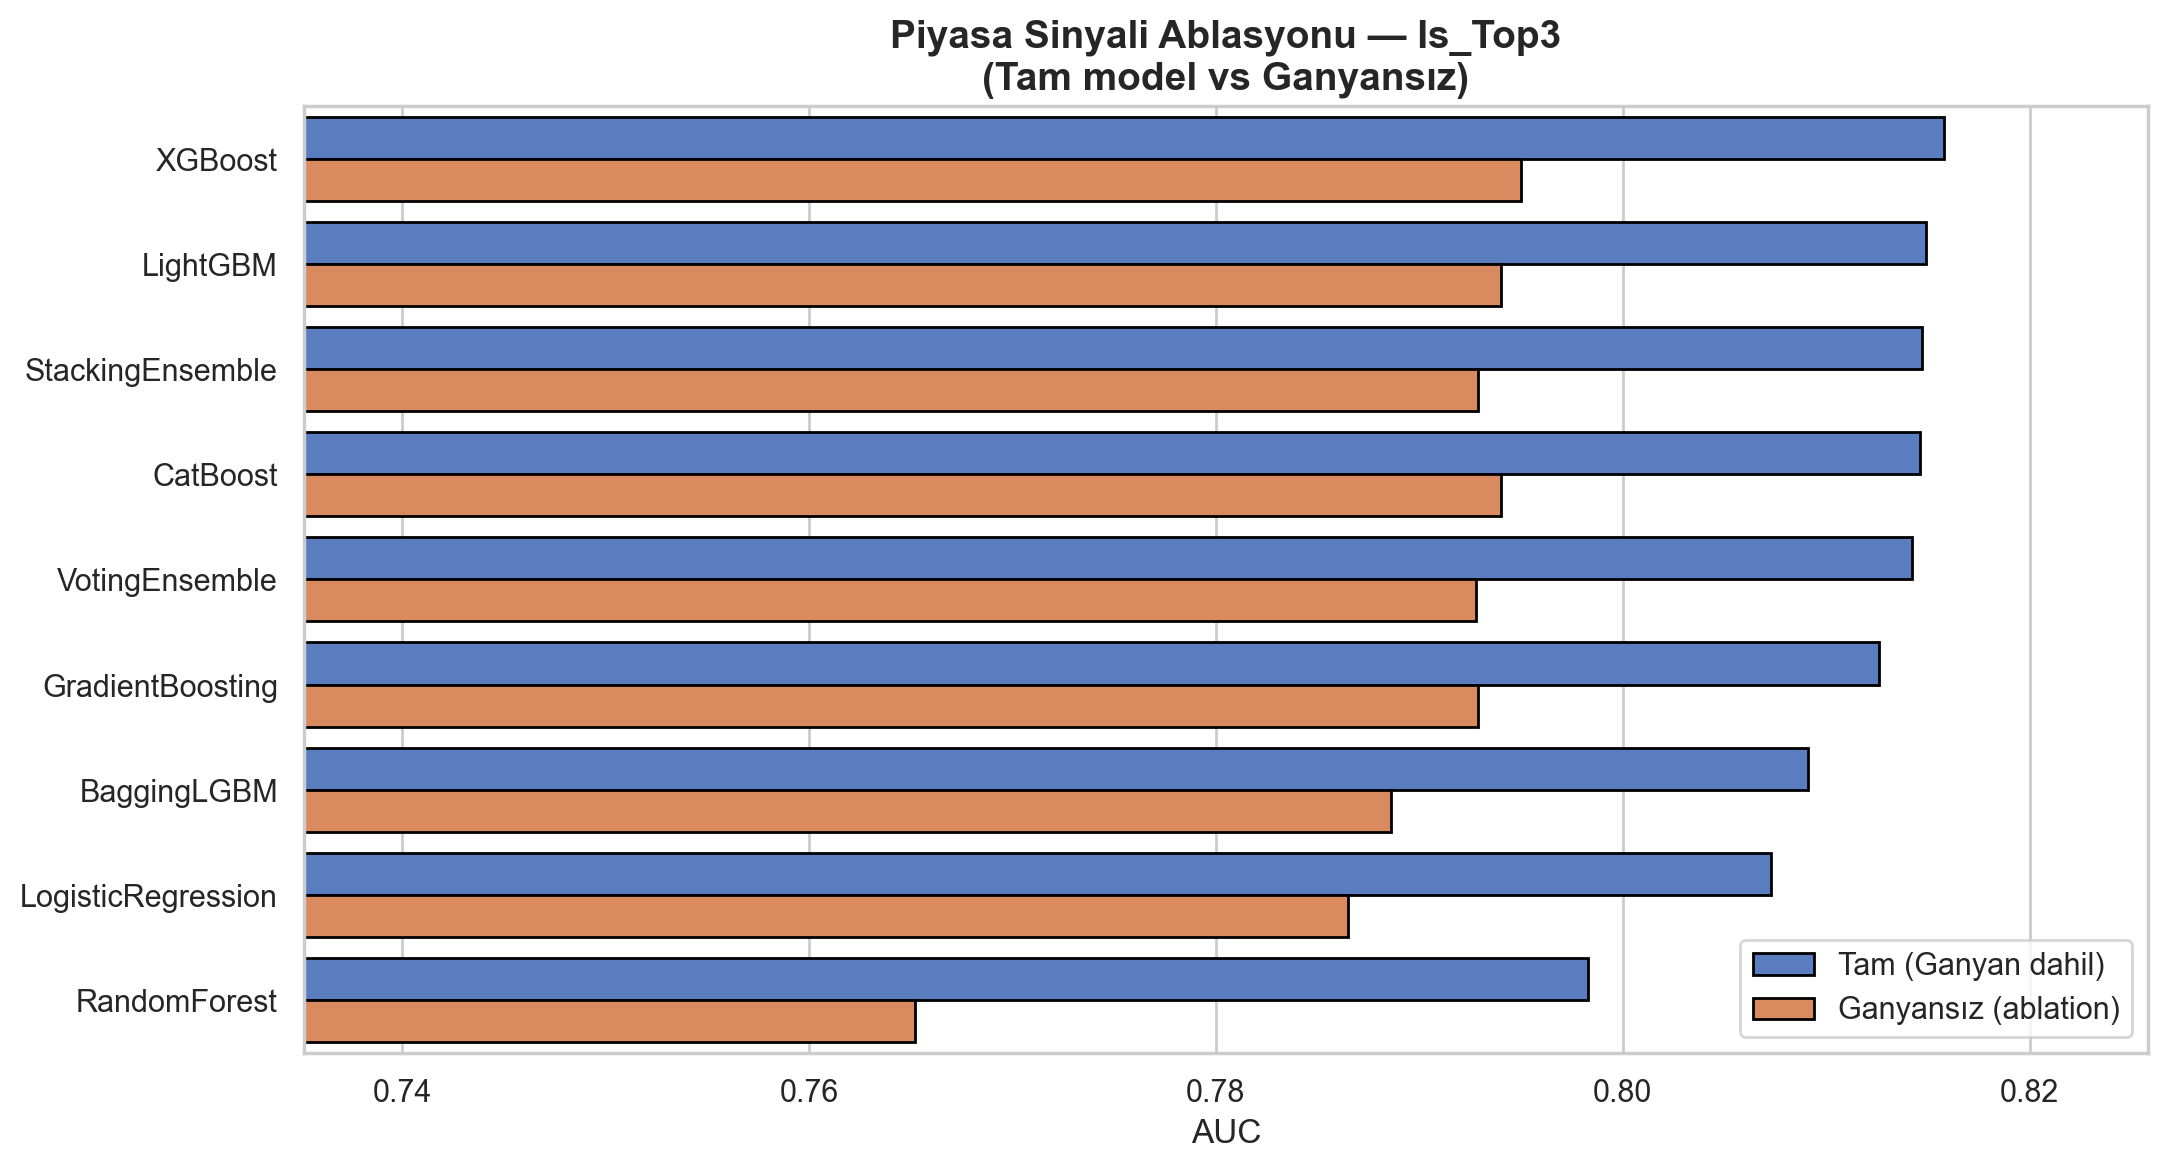 Piyasa Sinyali Ablasyonu — Is_Top3
(Tam model vs Ganyansız)
XGBoost
LightGBM
StackingEnsemble
CatBoost
VotingEnsemble
GradientBoosting
BaggingLGBM
LogisticRegression
RandomForest
Tam (Ganyan dahil)
Ganyansız (ablation)
0.74
0.76
0.78
0.80
0.82
AUC